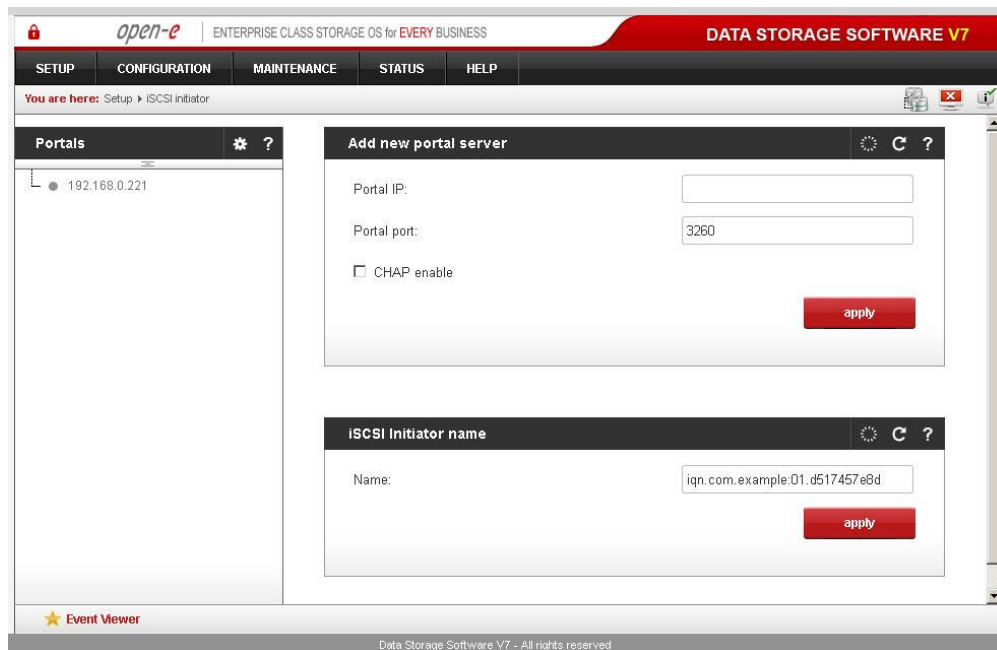 open-e ENTERPRISE CLASS STORAGE OS for EVERY BUSINESS DATA STORAGE SOFTWARE V7
SETUP CONFIGURATION MAINTENANCE STATUS HELP
You are here: Setup iSCSI initiator
Portals ?
192.168.0.221
Add new portal server ?
Portal IP:
Portal port: 3260
CHAP enable
apply
iSCSI Initiator name ?
Name: iqn.com.example:01.d517457e8d
apply
Event Viewer
Data Storage Software V7 - All rights reserved